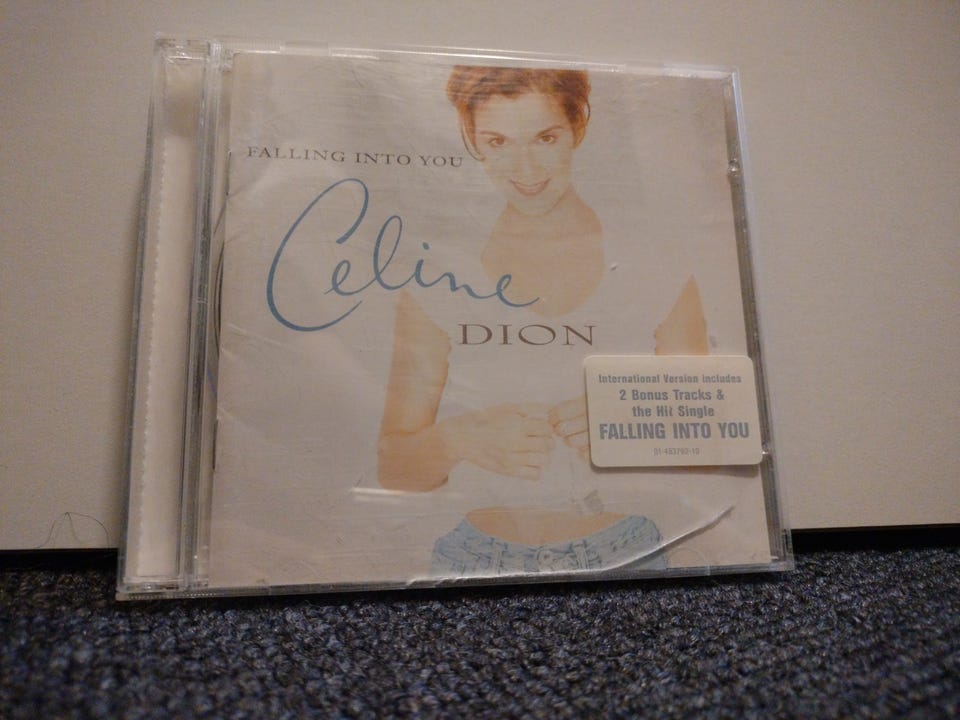 FALLING INTO YOU
Celine
DION
International Version includes
2 Bonus Tracks &
the Hit Single
FALLING INTO YOU